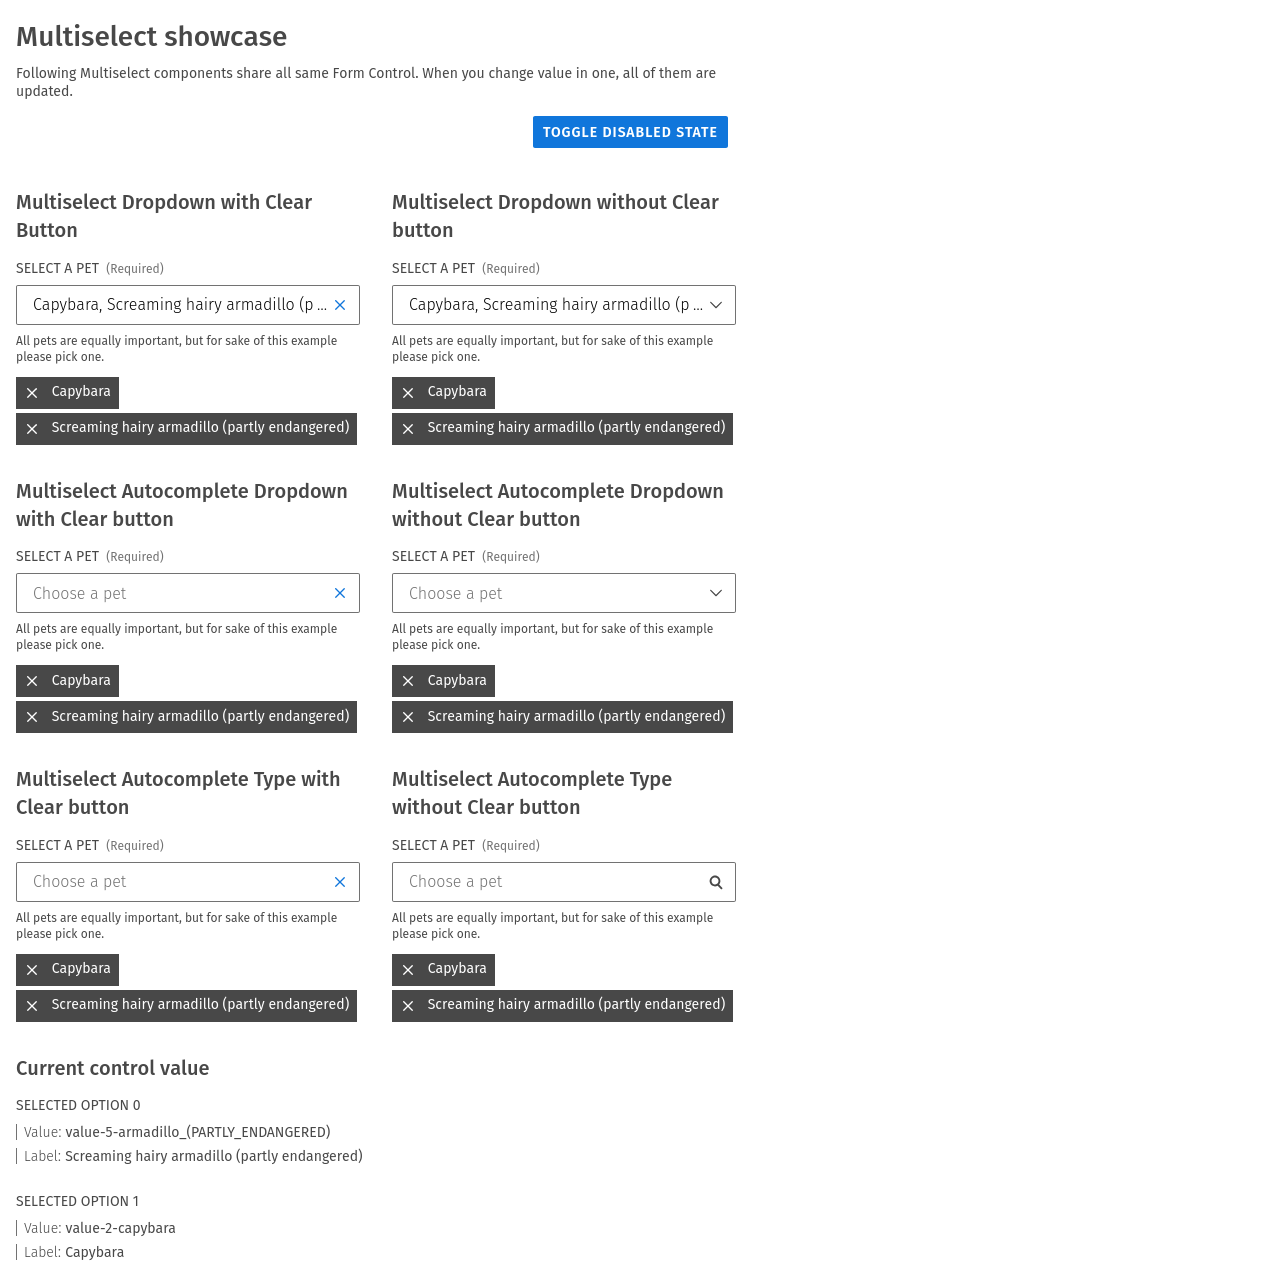 Multiselect showcase
Following Multiselect components share all same Form Control. When you change value in one, all of them are
updated.
TOGGLE DISABLED STATE
Multiselect Dropdown with Clear
Button
SELECT A PET (Required)
Capybara, Screaming hairy armadillo (p ...
All pets are equally important, but for sake of this example
please pick one.
Capybara
Screaming hairy armadillo (partly endangered)
Multiselect Dropdown without Clear
button
SELECT A PET (Required)
Capybara, Screaming hairy armadillo (p ...
All pets are equally important, but for sake of this example
please pick one.
Capybara
Screaming hairy armadillo (partly endangered)
Multiselect Autocomplete Dropdown
with Clear button
SELECT A PET (Required)
Choose a pet
All pets are equally important, but for sake of this example
please pick one.
Capybara
Screaming hairy armadillo (partly endangered)
Multiselect Autocomplete Dropdown
without Clear button
SELECT A PET (Required)
Choose a pet
All pets are equally important, but for sake of this example
please pick one.
Capybara
Screaming hairy armadillo (partly endangered)
Multiselect Autocomplete Type with
Clear button
SELECT A PET (Required)
Choose a pet
All pets are equally important, but for sake of this example
please pick one.
Capybara
Screaming hairy armadillo (partly endangered)
Multiselect Autocomplete Type
without Clear button
SELECT A PET (Required)
Choose a pet
All pets are equally important, but for sake of this example
please pick one.
Capybara
Screaming hairy armadillo (partly endangered)
Current control value
SELECTED OPTION 0
Value: value-5-armadillo_(PARTLY_ENDANGERED)
Label: Screaming hairy armadillo (partly endangered)
SELECTED OPTION 1
Value: value-2-capybara
Label: Capybara